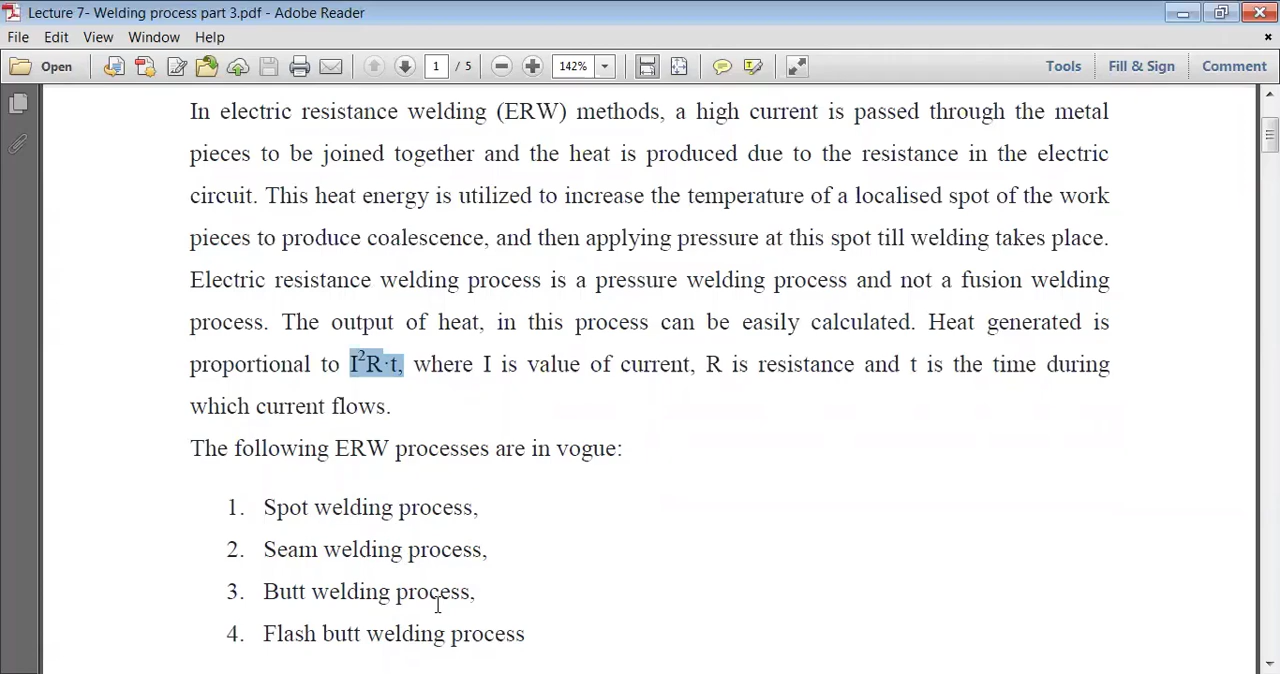 Lecture 7- Welding process part 3.pdf - Adobe Reader
File Edit View Window Help
Open 1 / 5 142% Tools Fill & Sign Comment
In electric resistance welding (ERW) methods, a high current is passed through the metal
pieces to be joined together and the heat is produced due to the resistance in the electric
circuit. This heat energy is utilized to increase the temperature of a localised spot of the work
pieces to produce coalescence, and then applying pressure at this spot till welding takes place.
Electric resistance welding process is a pressure welding process and not a fusion welding
process. The output of heat, in this process can be easily calculated. Heat generated is
proportional to I²R·t, where I is value of current, R is resistance and t is the time during
which current flows.
The following ERW processes are in vogue:
1. Spot welding process,
2. Seam welding process,
3. Butt welding process,
4. Flash butt welding process